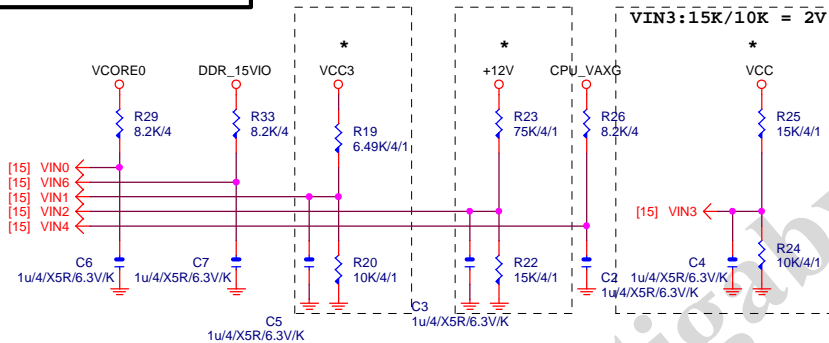 VIN3:15K/10K = 2V
*
*
*
VCORE0
DDR_15VIO
VCC3
+12V
CPU_VAXG
VCC
R29
8.2K/4
R33
8.2K/4
R19
6.49K/4/1
R23
75K/4/1
R26
8.2K/4
R25
15K/4/1
[15] VIN0
[15] VIN6
[15] VIN1
[15] VIN2
[15] VIN4
[15] VIN3
C6
1u/4/X5R/6.3V/K
C7
1u/4/X5R/6.3V/K
R20
10K/4/1
R22
15K/4/1
C2
1u/4/X5R/6.3V/K
C4
1u/4/X5R/6.3V/K
R24
10K/4/1
C5
1u/4/X5R/6.3V/K
C3
1u/4/X5R/6.3V/K